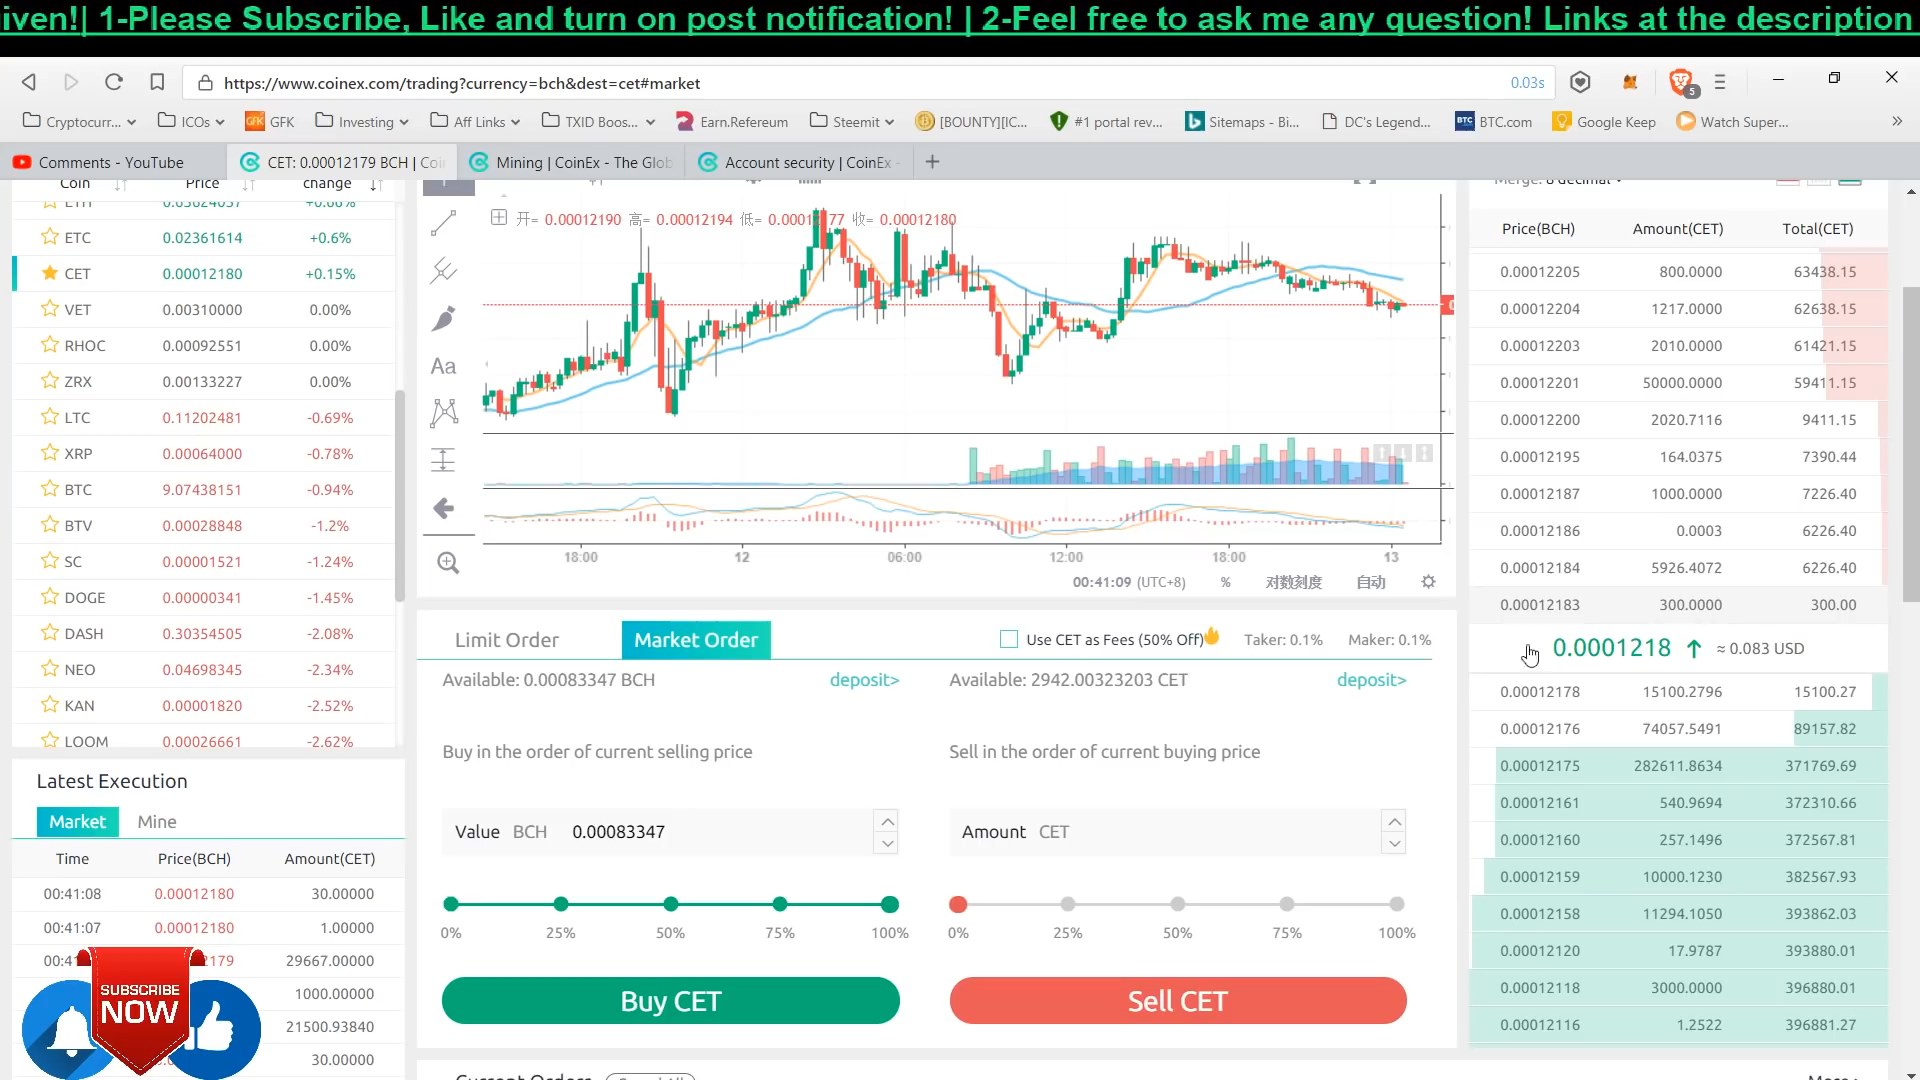 iven!| 1-Please Subscribe, Like and turn on post notification! | 2-Feel free to ask me any question! Links at the description
https://www.coinex.com/trading?currency=bch&dest=cet#market 0.03s 5
Cryptocurr... ICOs GFK GFK Investing Aff Links TXID Boos... Earn.Refereum Steemit [BOUNTY][IC... #1 portal rev... Sitemaps - Bi... DC's Legend... BTC BTC.com Google Keep Watch Super...
Comments - YouTube CET: 0.00012179 BCH | Coi Mining | CoinEx - The Glob Account security | CoinEx -
Coin Price change
ETH 0.63624057 +0.66%
ETC 0.02361614 +0.6%
CET 0.00012180 +0.15%
VET 0.00310000 0.00%
RHOC 0.00092551 0.00%
ZRX 0.00133227 0.00%
LTC 0.11202481 -0.69%
XRP 0.00064000 -0.78%
BTC 9.07438151 -0.94%
BTV 0.00028848 -1.2%
SC 0.00001521 -1.24%
DOGE 0.00000341 -1.45%
DASH 0.30354505 -2.08%
NEO 0.04698345 -2.34%
KAN 0.00001820 -2.52%
LOOM 0.00026661 -2.62%
Latest Execution
Market Mine
Time Price(BCH) Amount(CET)
00:41:08 0.00012180 30.00000
00:41:07 0.00012180 1.00000
00:4 2179 29667.00000
1000.00000
21500.93840
30.00000
SUBSCRIBE
NOW
开= 0.00012190 高= 0.00012194 低= 0.00012177 收= 0.00012180
Aa
18:00 12 06:00 12:00 18:00 13
00:41:09 (UTC+8) % 对数刻度 自动
Limit Order Market Order Use CET as Fees (50% Off) Taker: 0.1% Maker: 0.1%
Available: 0.00083347 BCH deposit> Available: 2942.00323203 CET deposit>
Buy in the order of current selling price Sell in the order of current buying price
Value BCH 0.00083347 Amount CET
0% 25% 50% 75% 100% 0% 25% 50% 75% 100%
Buy CET Sell CET
Current Orders More
Merge: 8 decimal
Price(BCH) Amount(CET) Total(CET)
0.00012205 800.0000 63438.15
0.00012204 1217.0000 62638.15
0.00012203 2010.0000 61421.15
0.00012201 50000.0000 59411.15
0.00012200 2020.7116 9411.15
0.00012195 164.0375 7390.44
0.00012187 1000.0000 7226.40
0.00012186 0.0003 6226.40
0.00012184 5926.4072 6226.40
0.00012183 300.0000 300.00
0.0001218 ≈ 0.083 USD
0.00012178 15100.2796 15100.27
0.00012176 74057.5491 89157.82
0.00012175 282611.8634 371769.69
0.00012161 540.9694 372310.66
0.00012160 257.1496 372567.81
0.00012159 10000.1230 382567.93
0.00012158 11294.1050 393862.03
0.00012120 17.9787 393880.01
0.00012118 3000.0000 396880.01
0.00012116 1.2522 396881.27